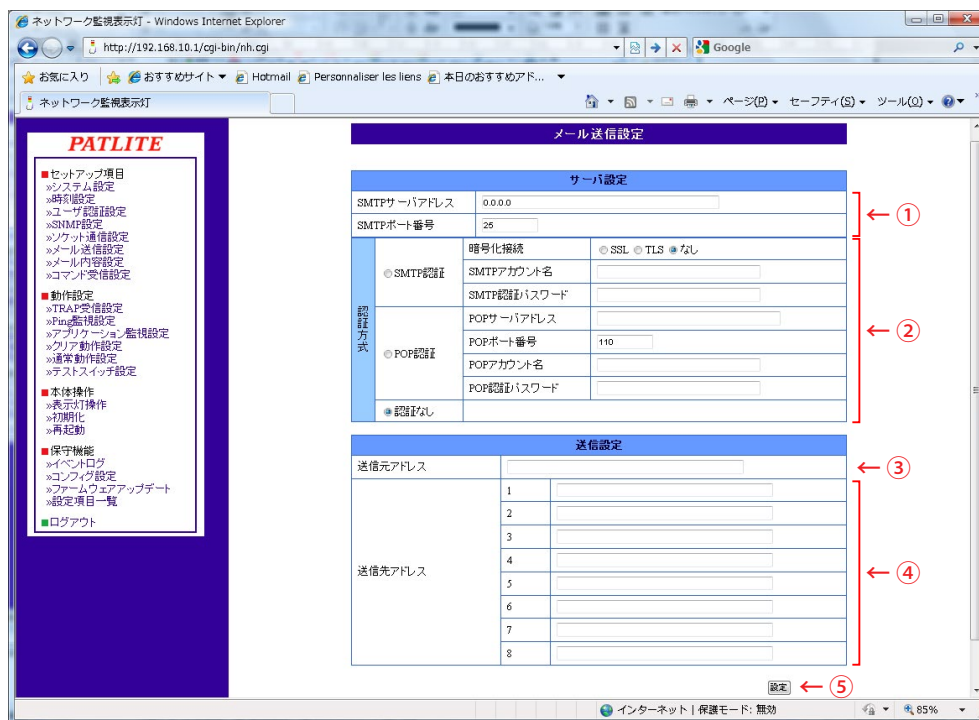 ネットワーク監視表示灯 - Windows Internet Explorer
http://192.168.10.1/cgi-bin/nh.cgi
Google
お気に入り おすすめサイト Hotmail Personnaliser les liens 本日のおすすめアド...
ネットワーク監視表示灯
ページ(P) セーフティ(S) ツール(O)
PATLITE
■セットアップ項目
»システム設定
»時刻設定
»ユーザ認証設定
»SNMP設定
»ソケット通信設定
»メール送信設定
»メール内容設定
»コマンド受信設定
■動作設定
»TRAP受信設定
»Ping監視設定
»アプリケーション監視設定
»クリア動作設定
»通常動作設定
»テストスイッチ設定
■本体操作
»表示灯操作
»初期化
»再起動
■保守機能
»イベントログ
»コンフィグ設定
»ファームウェアアップデート
»設定項目一覧
■ログアウト
メール送信設定
サーバ設定
SMTPサーバアドレス 0.0.0.0
SMTPポート番号 25
← ①
認証方式
SMTP認証
暗号化接続 SSL TLS なし
SMTPアカウント名
SMTP認証パスワード
POP認証
POPサーバアドレス
POPポート番号 110
POPアカウント名
POP認証パスワード
認証なし
← ②
送信設定
送信元アドレス
← ③
送信先アドレス
1
2
3
4
5
6
7
8
← ④
設定 ← ⑤
インターネット | 保護モード: 無効 85%